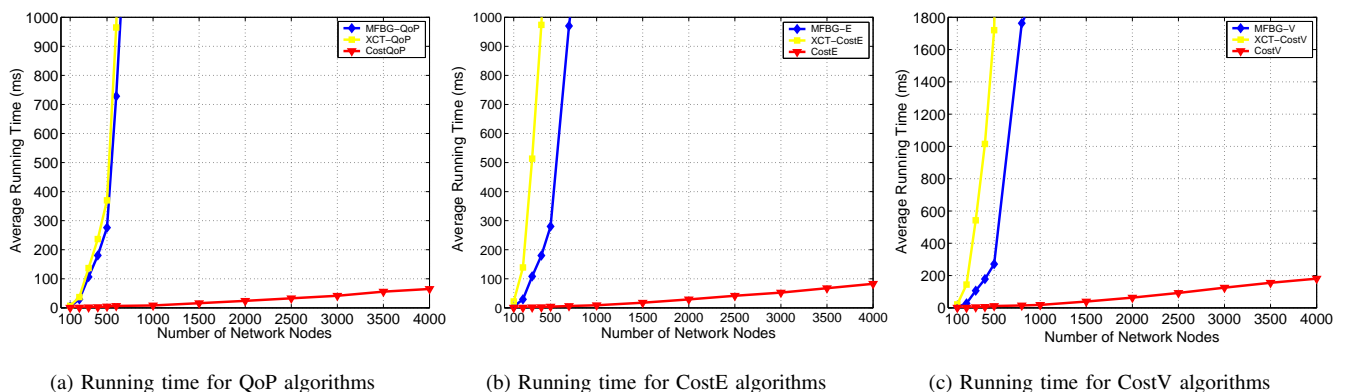 1000
900
800
700
600
500
400
300
200
100
0
Average Running Time (ms)
100 500 1000 1500 2000 2500 3000 3500 4000
Number of Network Nodes
MFBG-QoP
XCT-QoP
CostQoP
(a) Running time for QoP algorithms
1000
900
800
700
600
500
400
300
200
100
0
Average Running Time (ms)
100 500 1000 1500 2000 2500 3000 3500 4000
Number of Network Nodes
MFBG-E
XCT-CostE
CostE
(b) Running time for CostE algorithms
1800
1600
1400
1200
1000
800
600
400
200
0
Average Running Time (ms)
100 500 1000 1500 2000 2500 3000 3500 4000
Number of Network Nodes
MFBG-V
XCT-CostV
CostV
(c) Running time for CostV algorithms